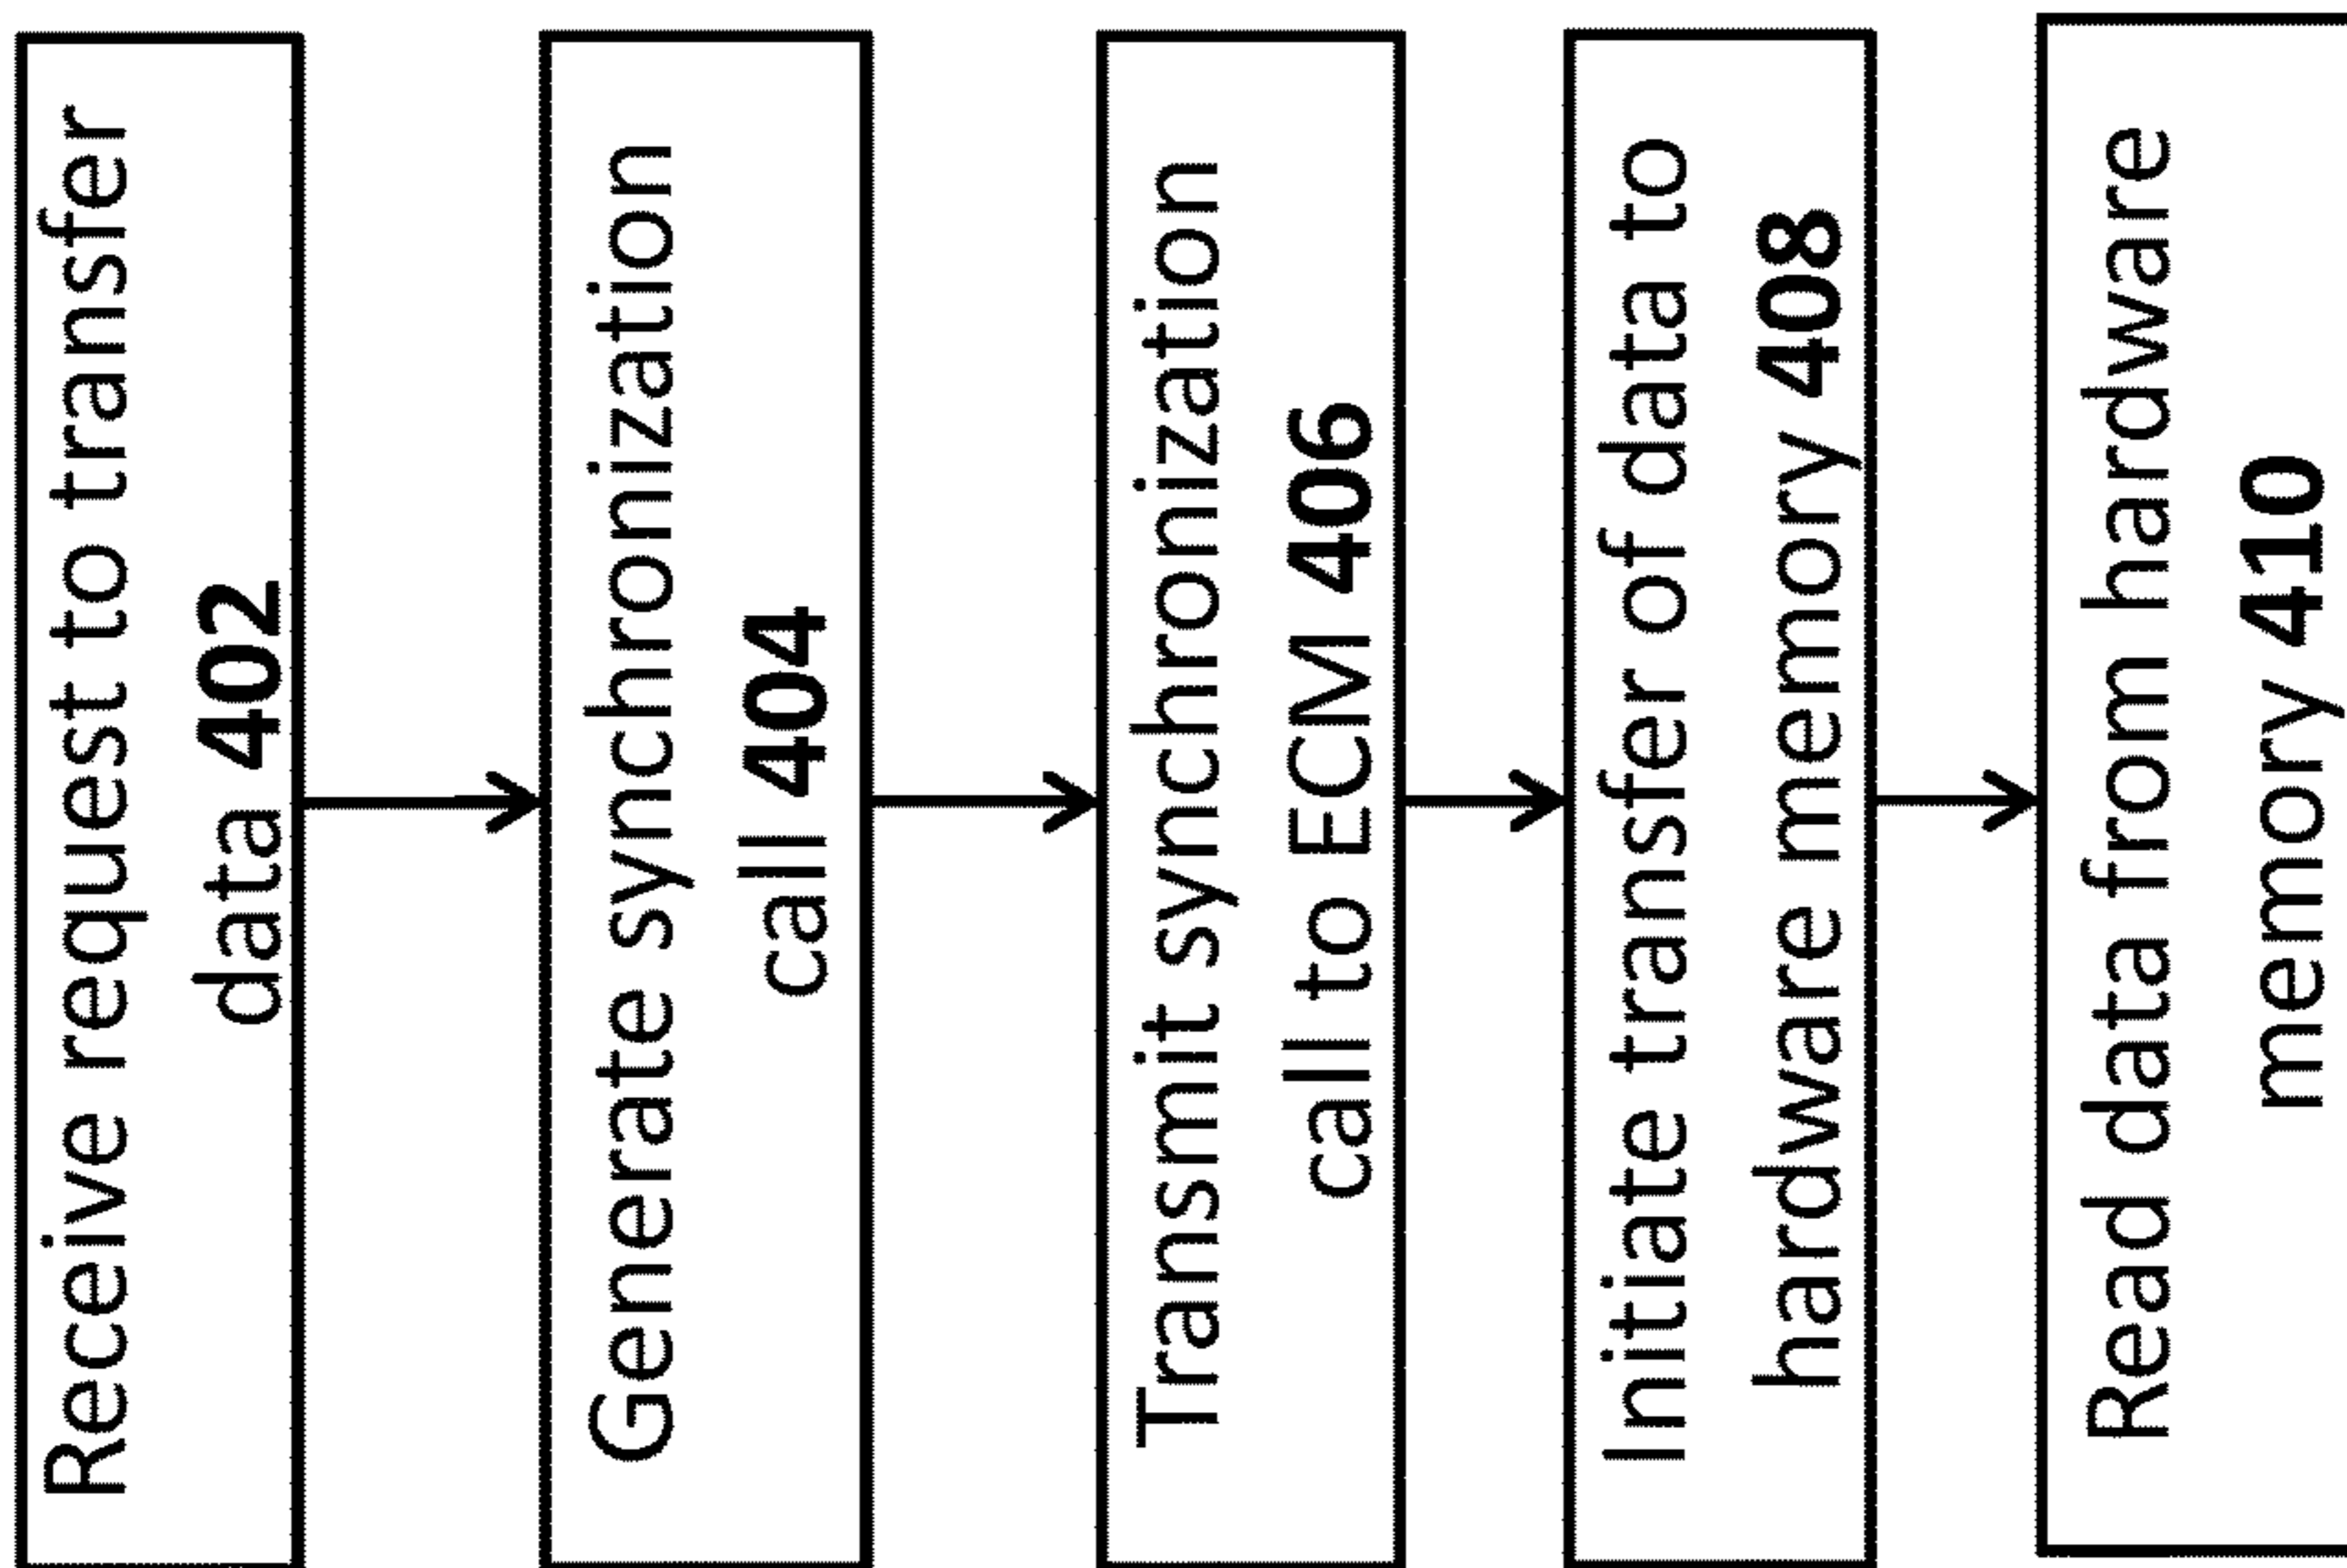 Receive request to transfer
data 402
Generate synchronization
call 404
Transmit synchronization
call to ECM 406
Initiate transfer of data to
hardware memory 408
Read data from hardware
memory 410